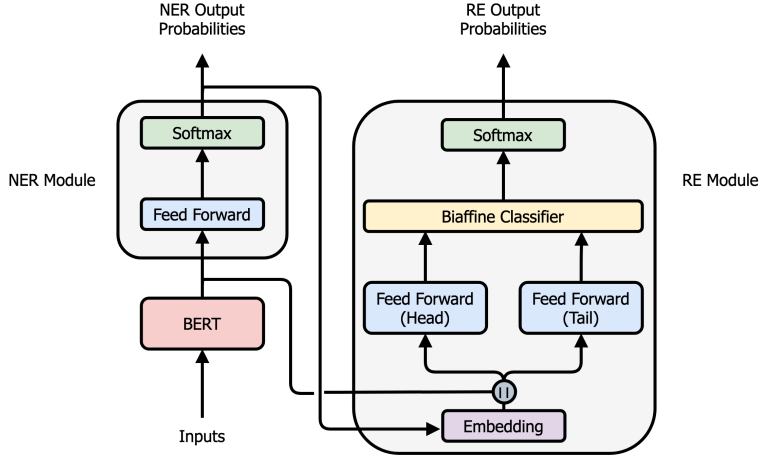 NER Output
Probabilities
RE Output
Probabilities
Softmax
Softmax
NER Module
RE Module
Feed Forward
Biaffine Classifier
Feed Forward
(Head)
Feed Forward
(Tail)
BERT
||
Embedding
Inputs